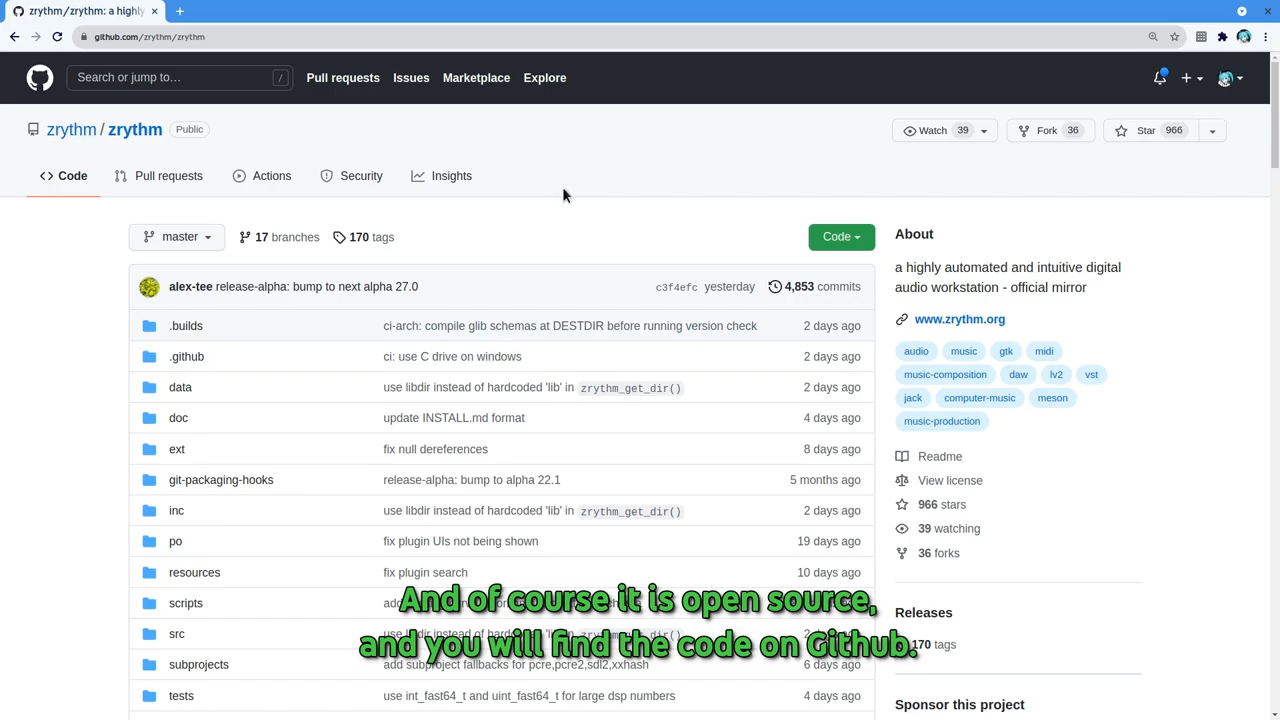 zrythm/zrythm: a highly
github.com/zrythm/zrythm
Search or jump to… /
Pull requests Issues Marketplace Explore
zrythm / zrythm Public
Watch 39 Fork 36 Star 966
Code Pull requests Actions Security Insights
master 17 branches 170 tags Code
alex-tee release-alpha: bump to next alpha 27.0 c3f4efc yesterday 4,853 commits
.builds ci-arch: compile glib schemas at DESTDIR before running version check 2 days ago
.github ci: use C drive on windows 2 days ago
data use libdir instead of hardcoded 'lib' in zrythm_get_dir() 2 days ago
doc update INSTALL.md format 4 days ago
ext fix null dereferences 8 days ago
git-packaging-hooks release-alpha: bump to alpha 22.1 5 months ago
inc use libdir instead of hardcoded 'lib' in zrythm_get_dir() 2 days ago
po fix plugin UIs not being shown 19 days ago
resources fix plugin search 10 days ago
scripts
src use libdir instead of hardcoded 'lib' in zrythm_get_dir()
subprojects add subproject fallbacks for pcre,pcre2,sdl2,xxhash 6 days ago
tests use int_fast64_t and uint_fast64_t for large dsp numbers 4 days ago
About
a highly automated and intuitive digital
audio workstation - official mirror
www.zrythm.org
audio music gtk midi
music-composition daw lv2 vst
jack computer-music meson
music-production
Readme
View license
966 stars
39 watching
36 forks
Releases
170 tags
Sponsor this project
And of course it is open source,
and you will find the code on Github.